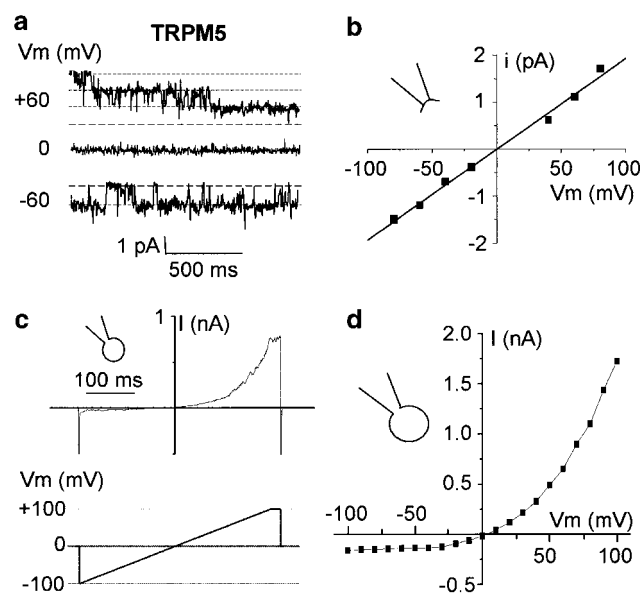 a
TRPM5
Vm (mV)
+60
0
-60
1 pA
500 ms
b
i (pA)
2
1
-100 -50 50 100
Vm (mV)
-1
-2
c
1
I (nA)
100 ms
Vm (mV)
+100
0
-100
d
2.0
I (nA)
1.5
1.0
0.5
-100 -50
Vm (mV)
0
50 100
-0.5